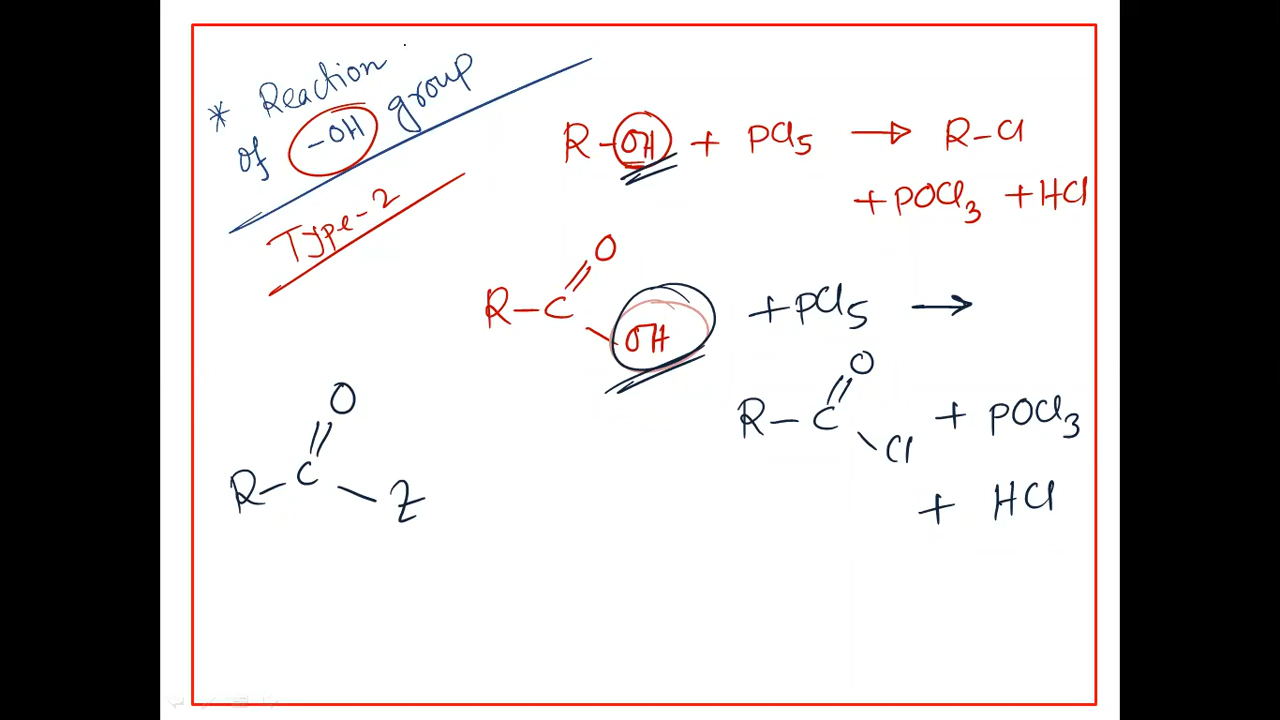 * Reaction
of -OH group
Type-2
R-OH + PCl5 → R-Cl
+ POCl3 + HCl
O
R-C
OH
+ PCl5 →
O
R-C
Cl
+ POCl3
+ HCl
O
R-C
Z